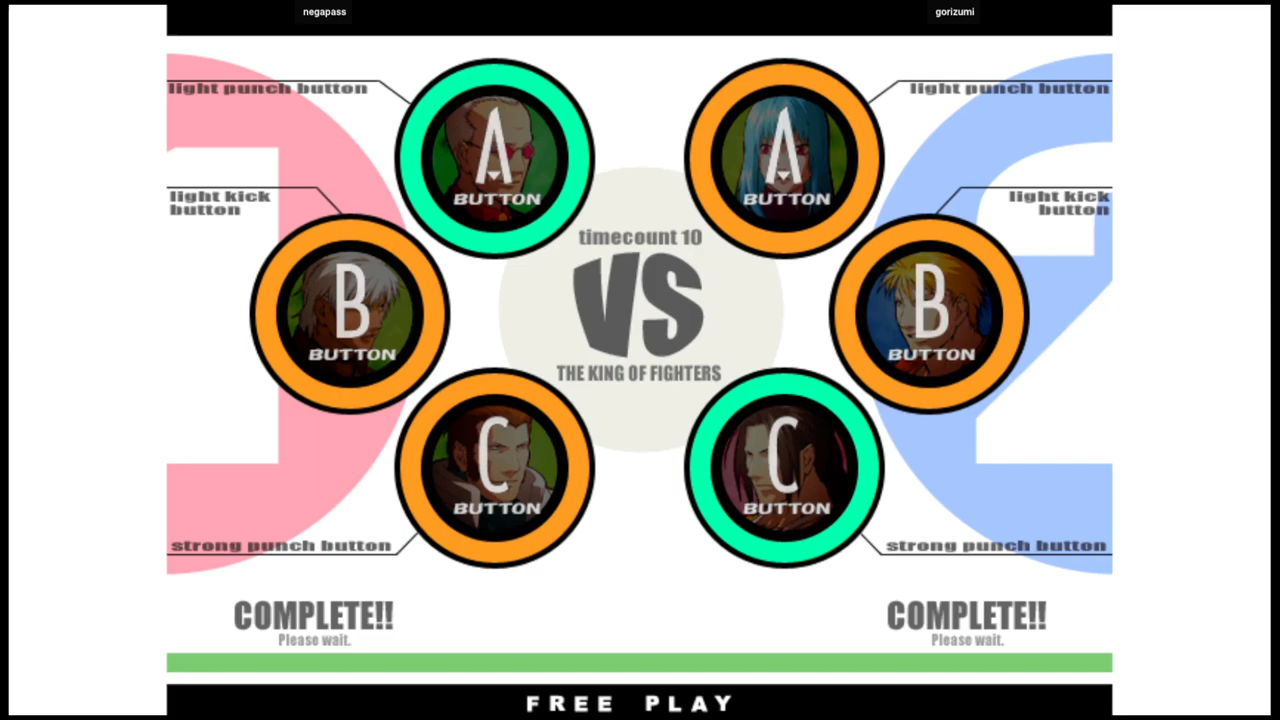 negapass
gorizumi
light punch button
light punch button
A
BUTTON
A
BUTTON
light kick
button
light kick
button
B
BUTTON
B
BUTTON
timecount 10
VS
THE KING OF FIGHTERS
C
BUTTON
C
BUTTON
strong punch button
strong punch button
COMPLETE!!
Please wait.
COMPLETE!!
Please wait.
FREE PLAY